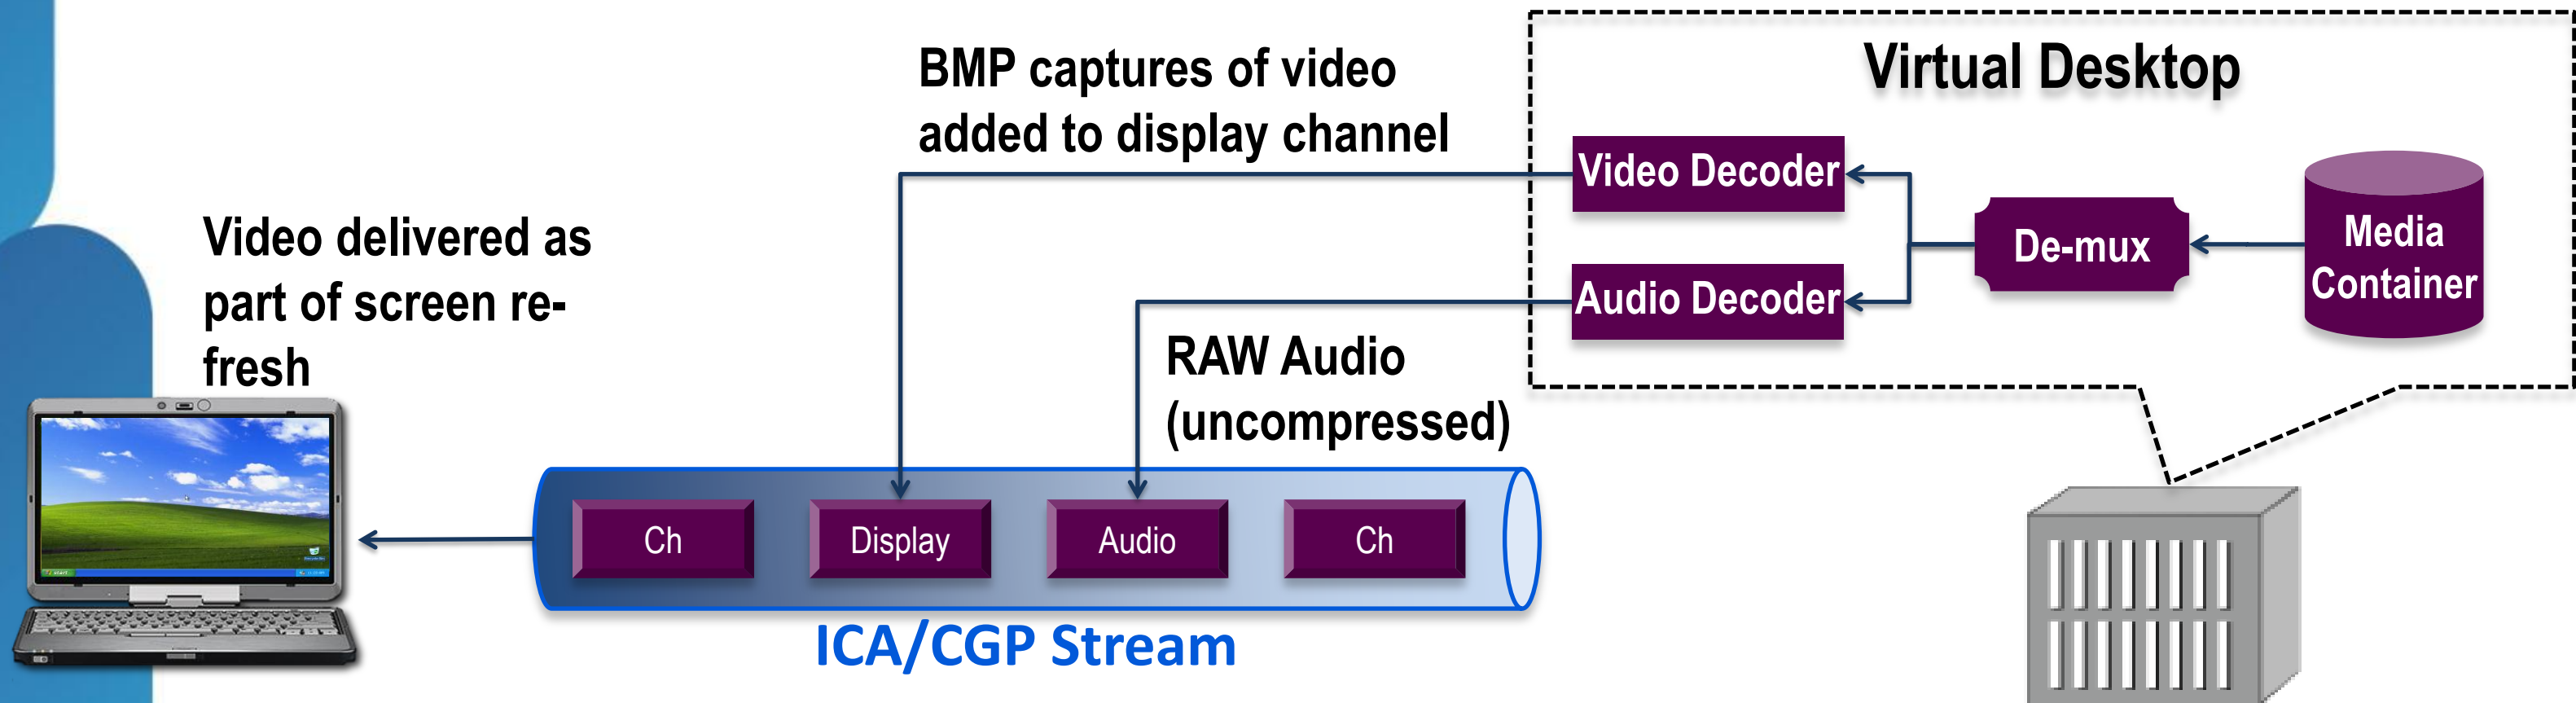 BMP captures of video
added to display channel
Virtual Desktop
Video Decoder
Audio Decoder
De-mux
Media
Container
Video delivered as
part of screen re-
fresh
RAW Audio
(uncompressed)
Ch
Display
Audio
Ch
ICA/CGP Stream